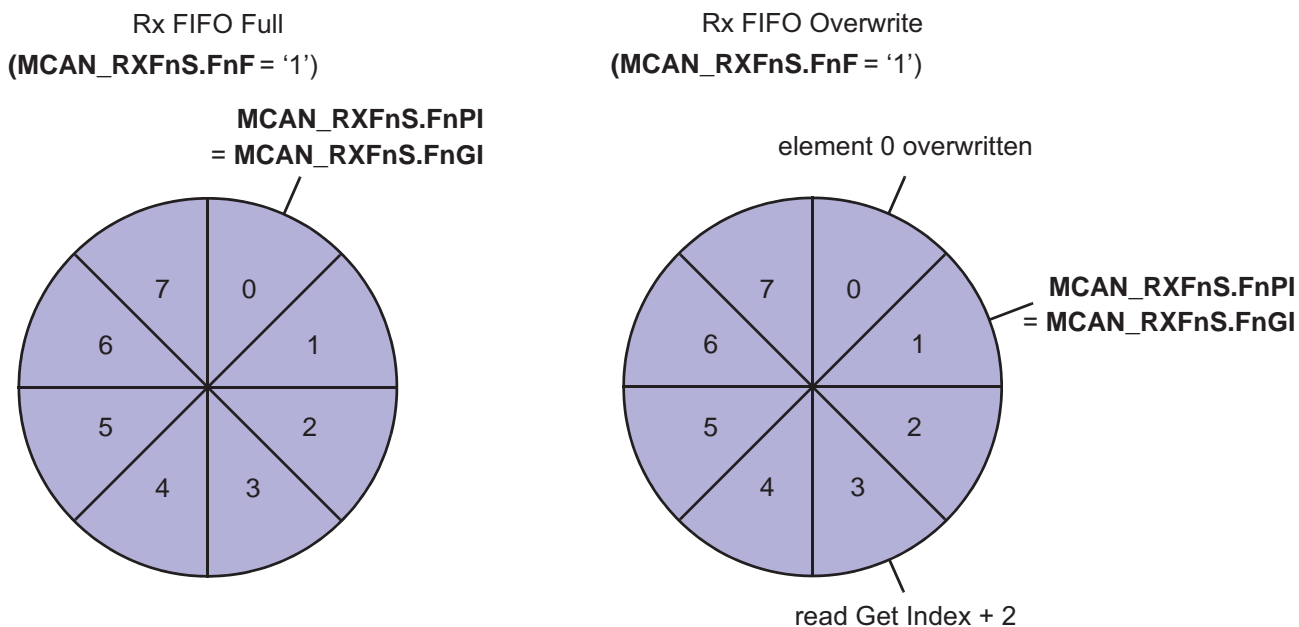 Rx FIFO Full
(MCAN_RXFnS.FnF = ‘1’)
MCAN_RXFnS.FnPI
= MCAN_RXFnS.FnGI
7
0
6
1
5
2
4
3
Rx FIFO Overwrite
(MCAN_RXFnS.FnF = ‘1’)
element 0 overwritten
MCAN_RXFnS.FnPI
= MCAN_RXFnS.FnGI
7
0
6
1
5
2
4
3
read Get Index + 2